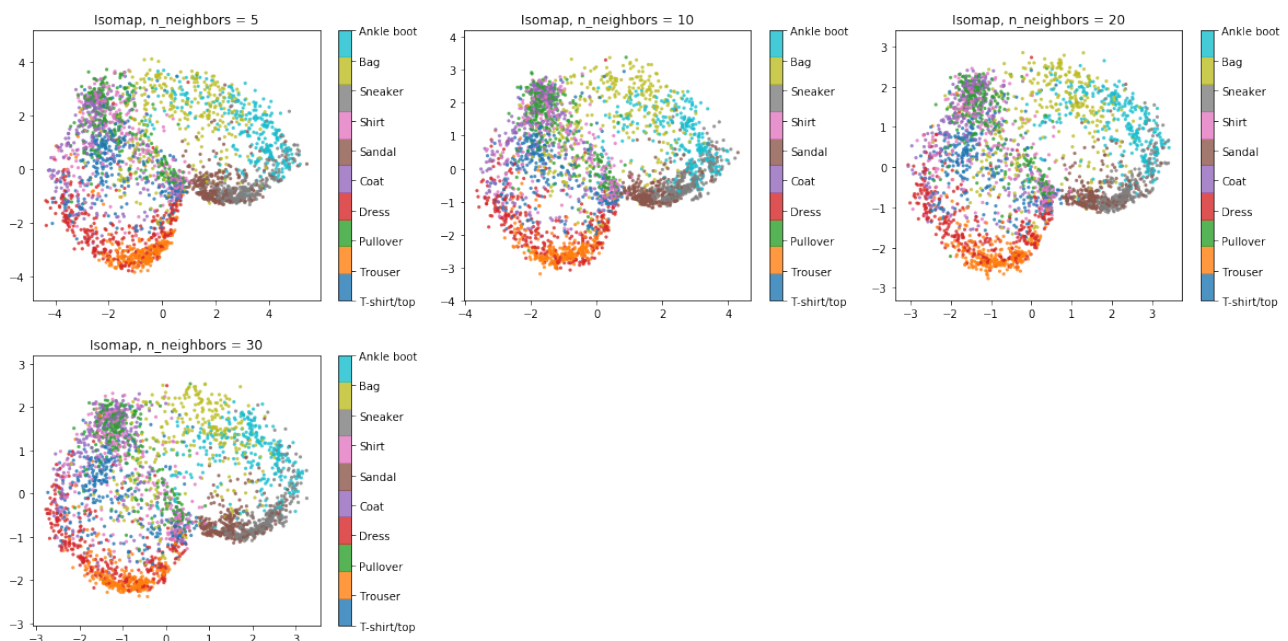 Isomap, n_neighbors = 5
4
2
0
−2
−4
−4 −2 0 2 4
Ankle boot
Bag
Sneaker
Shirt
Sandal
Coat
Dress
Pullover
Trouser
T-shirt/top
Isomap, n_neighbors = 10
4
3
2
1
0
−1
−2
−3
−4
−4 −2 0 2 4
Ankle boot
Bag
Sneaker
Shirt
Sandal
Coat
Dress
Pullover
Trouser
T-shirt/top
Isomap, n_neighbors = 20
3
2
1
0
−1
−2
−3
−3 −2 −1 0 1 2 3
Ankle boot
Bag
Sneaker
Shirt
Sandal
Coat
Dress
Pullover
Trouser
T-shirt/top
Isomap, n_neighbors = 30
3
2
1
0
−1
−2
−3
−3 −2 −1 0 1 2 3
Ankle boot
Bag
Sneaker
Shirt
Sandal
Coat
Dress
Pullover
Trouser
T-shirt/top